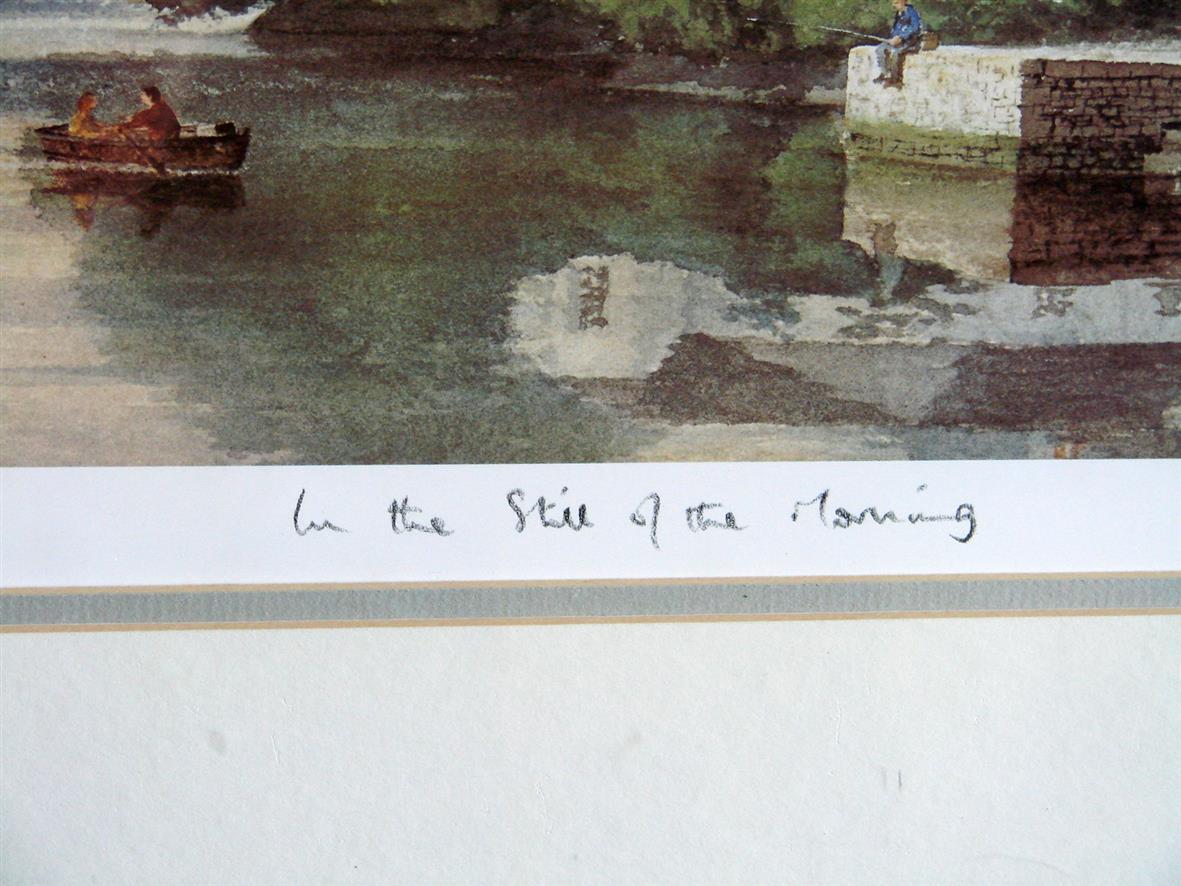 In the Still of the Morning